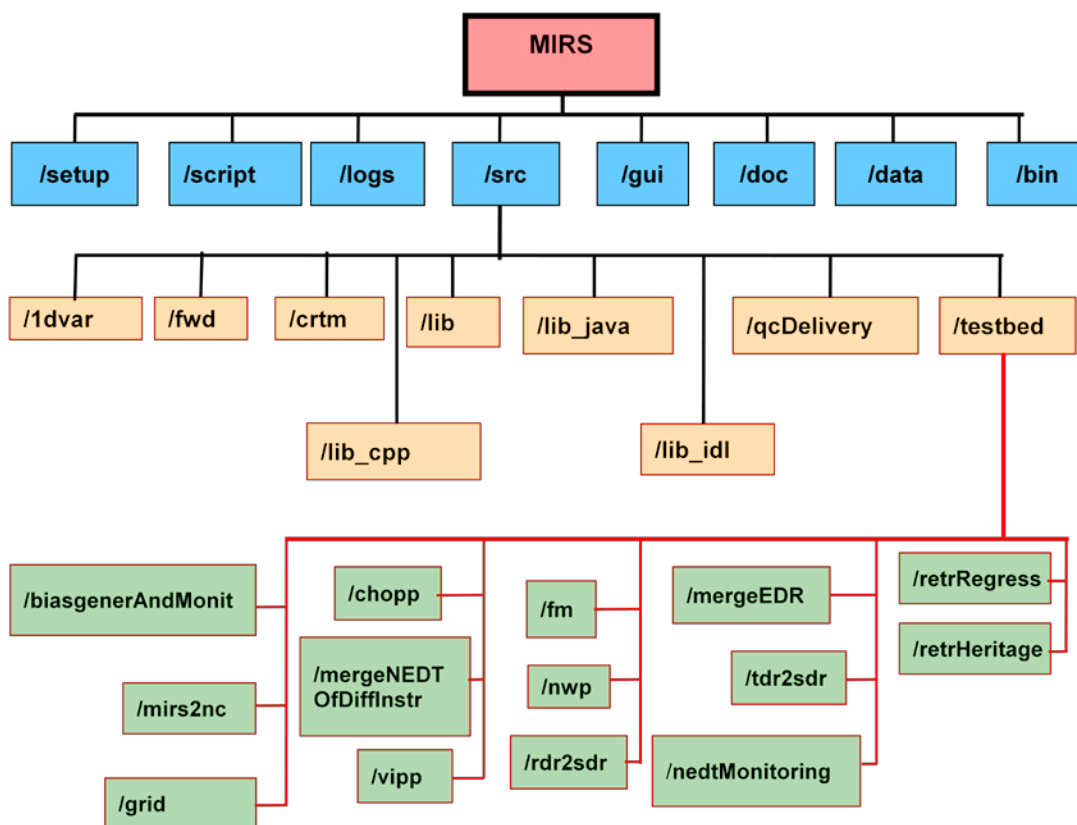 MIRS
/setup
/script
/logs
/src
/gui
/doc
/data
/bin
/1dvar
/fwd
/crtm
/lib
/lib_java
/qcDelivery
/testbed
/lib_cpp
/lib_idl
/biasgenerAndMonit
/chopp
/fm
/mergeEDR
/retrRegress
/retrHeritage
/mirs2nc
/mergeNEDT
OfDiffInstr
/nwp
/tdr2sdr
/grid
/vipp
/rdr2sdr
/nedtMonitoring